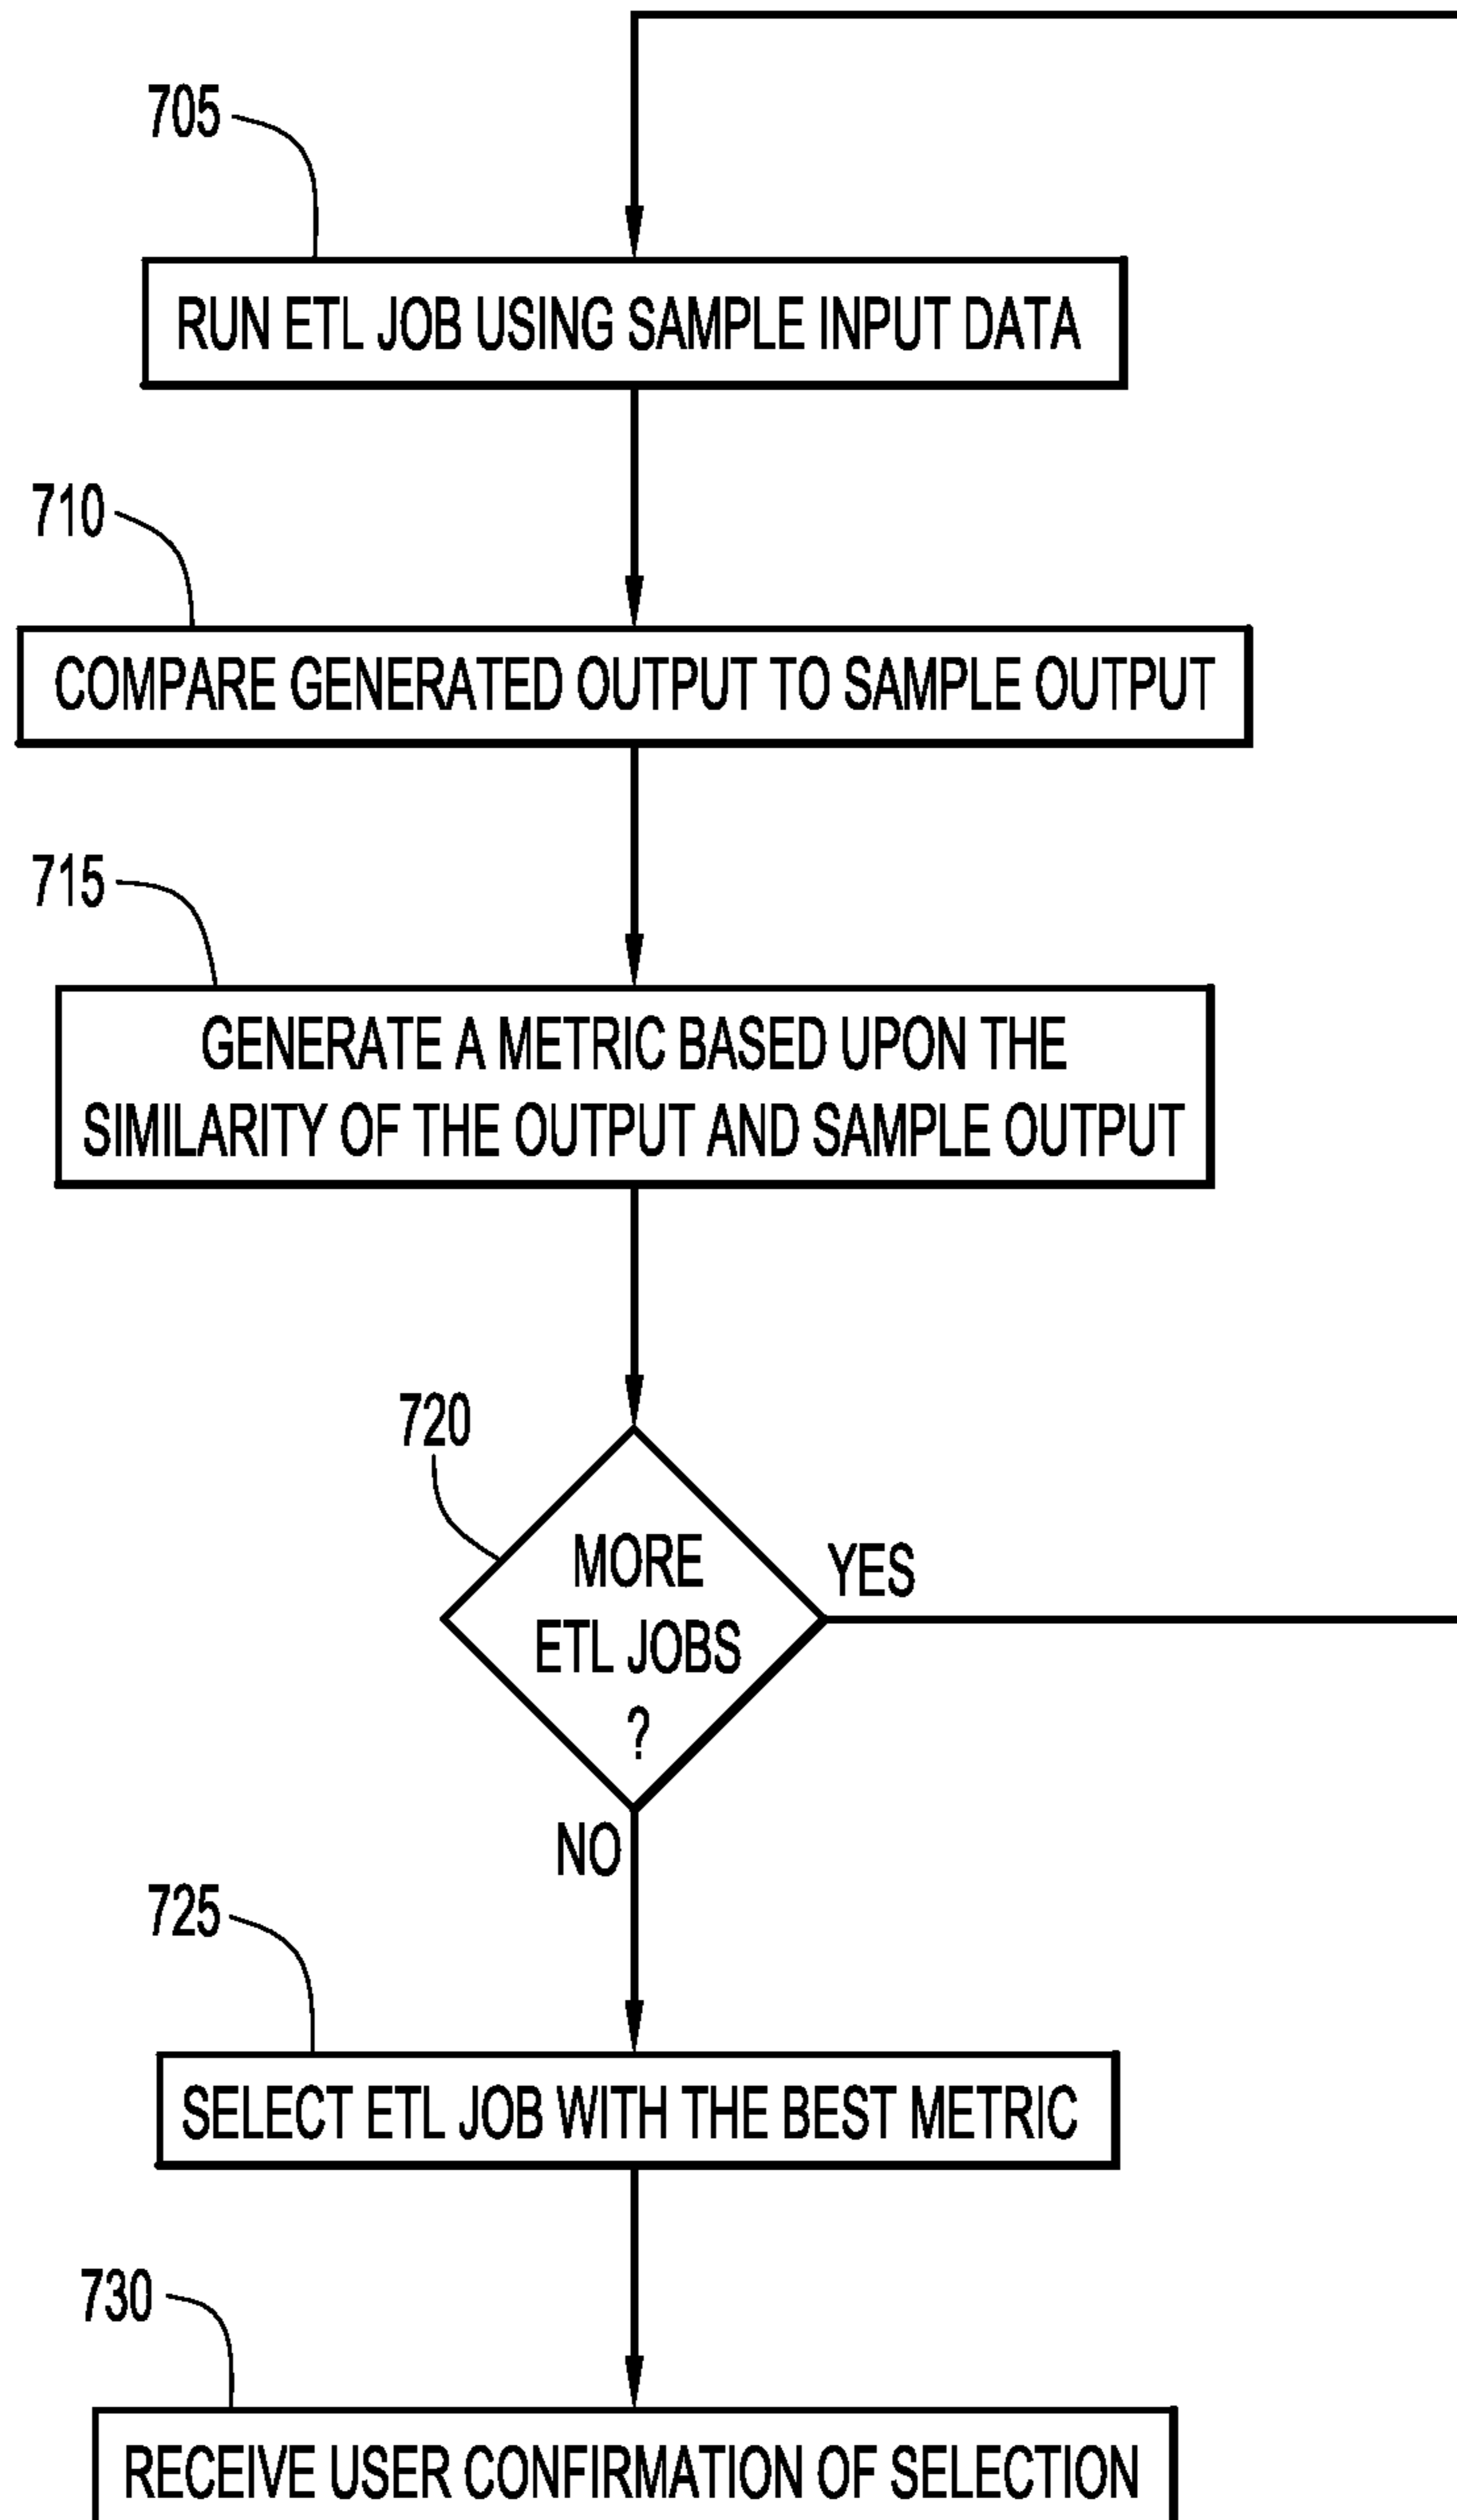 705
RUN ETL JOB USING SAMPLE INPUT DATA
710
COMPARE GENERATED OUTPUT TO SAMPLE OUTPUT
715
GENERATE A METRIC BASED UPON THE
SIMILARITY OF THE OUTPUT AND SAMPLE OUTPUT
720
MORE
ETL JOBS
?
YES
NO
725
SELECT ETL JOB WITH THE BEST METRIC
730
RECEIVE USER CONFIRMATION OF SELECTION